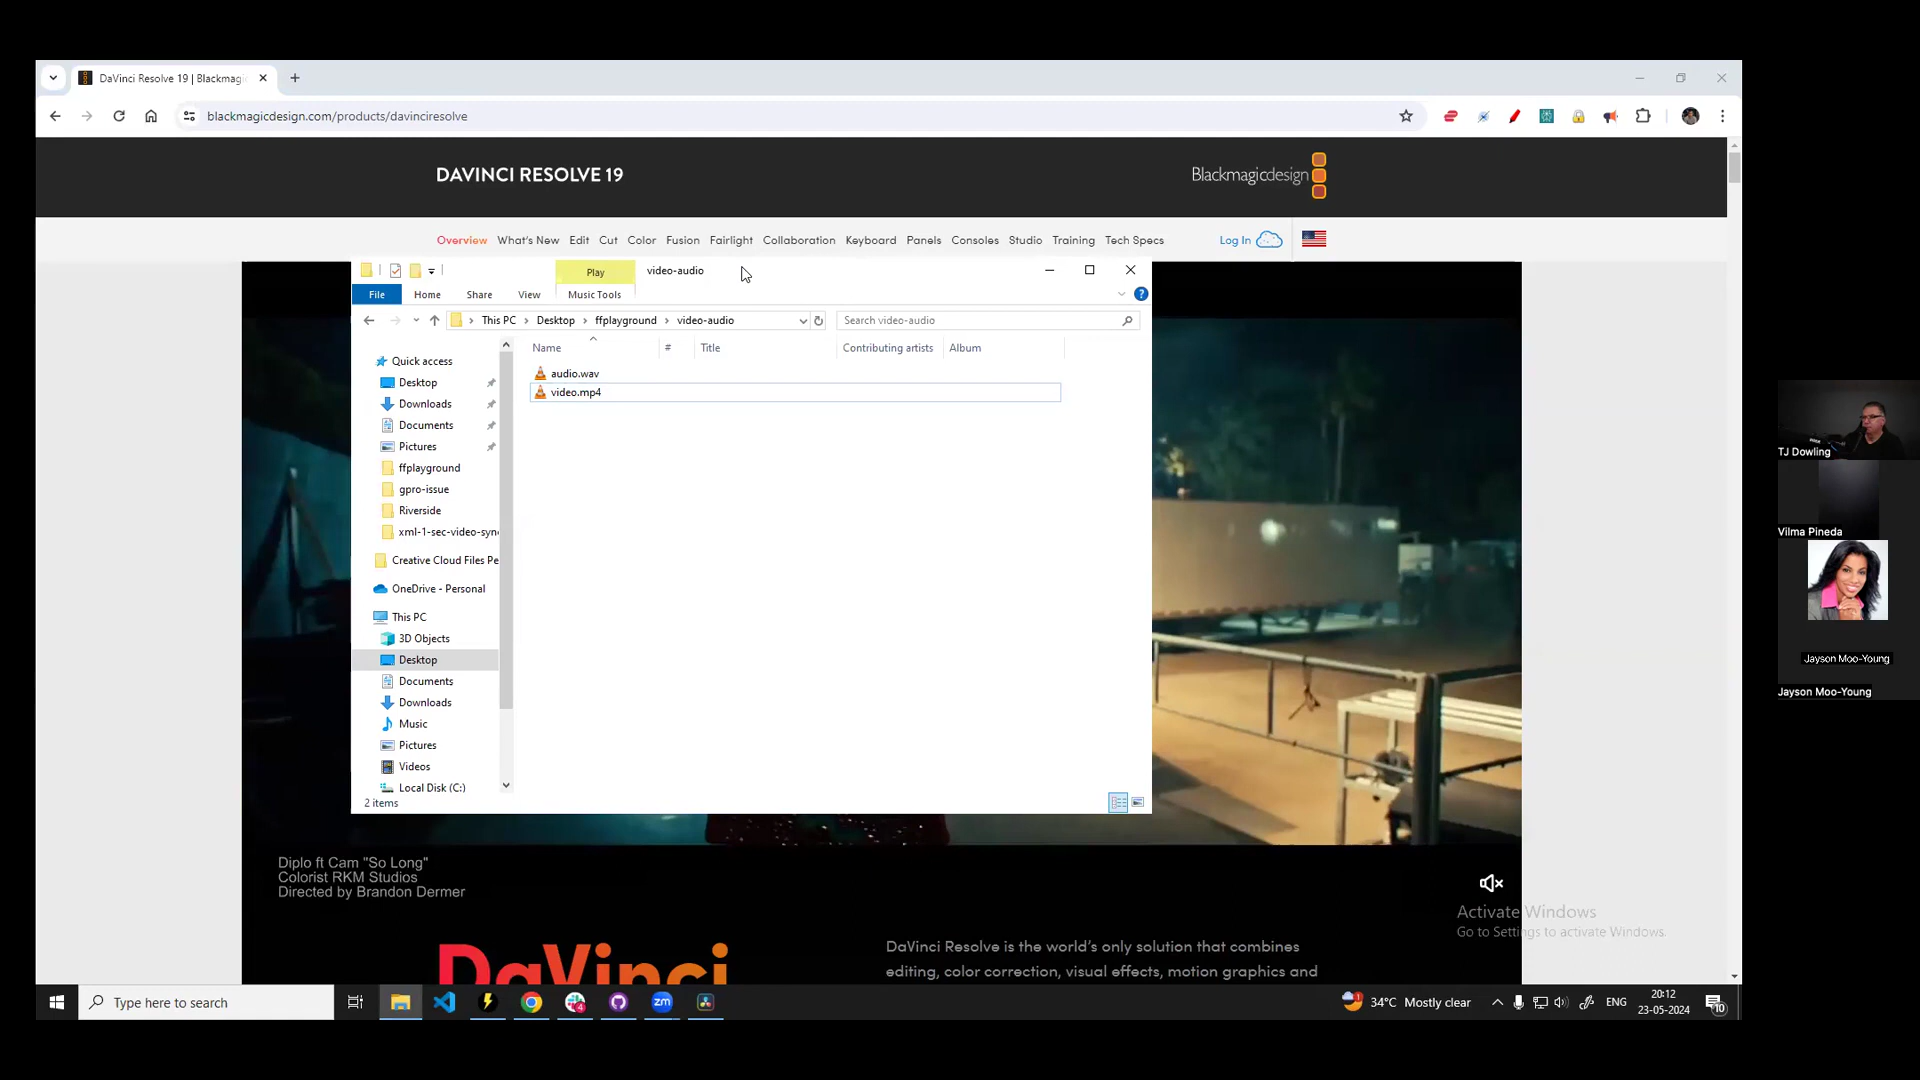 DaVinci Resolve 19 | Blackmagic
blackmagicdesign.com/products/davinciresolve
DAVINCI RESOLVE 19
Blackmagicdesign
Overview What's New Edit Cut Color Fusion Fairlight Collaboration Keyboard Panels Consoles Studio Training Tech Specs Log In
Play video-audio
File Home Share View Music Tools
This PC Desktop ffplayground video-audio Search video-audio
Name # Title Contributing artists Album
Quick access
Desktop
Downloads
Documents
Pictures
ffplayground
gpro-issue
Riverside
xml-1-sec-video-syn
Creative Cloud Files Pe
OneDrive - Personal
This PC
3D Objects
Desktop
Documents
Downloads
Music
Pictures
Videos
Local Disk (C:)
audio.wav
video.mp4
2 items
Diplo ft Cam "So Long"
Colorist RKM Studios
Directed by Brandon Dermer
DaVinci
DaVinci Resolve is the world's only solution that combines
editing, color correction, visual effects, motion graphics and
Activate Windows
Go to Settings to activate Windows.
TJ Dowling
Vilma Pineda
Jayson Moo-Young
Jayson Moo-Young
Type here to search
34°C Mostly clear
ENG
20:12
23-05-2024
10